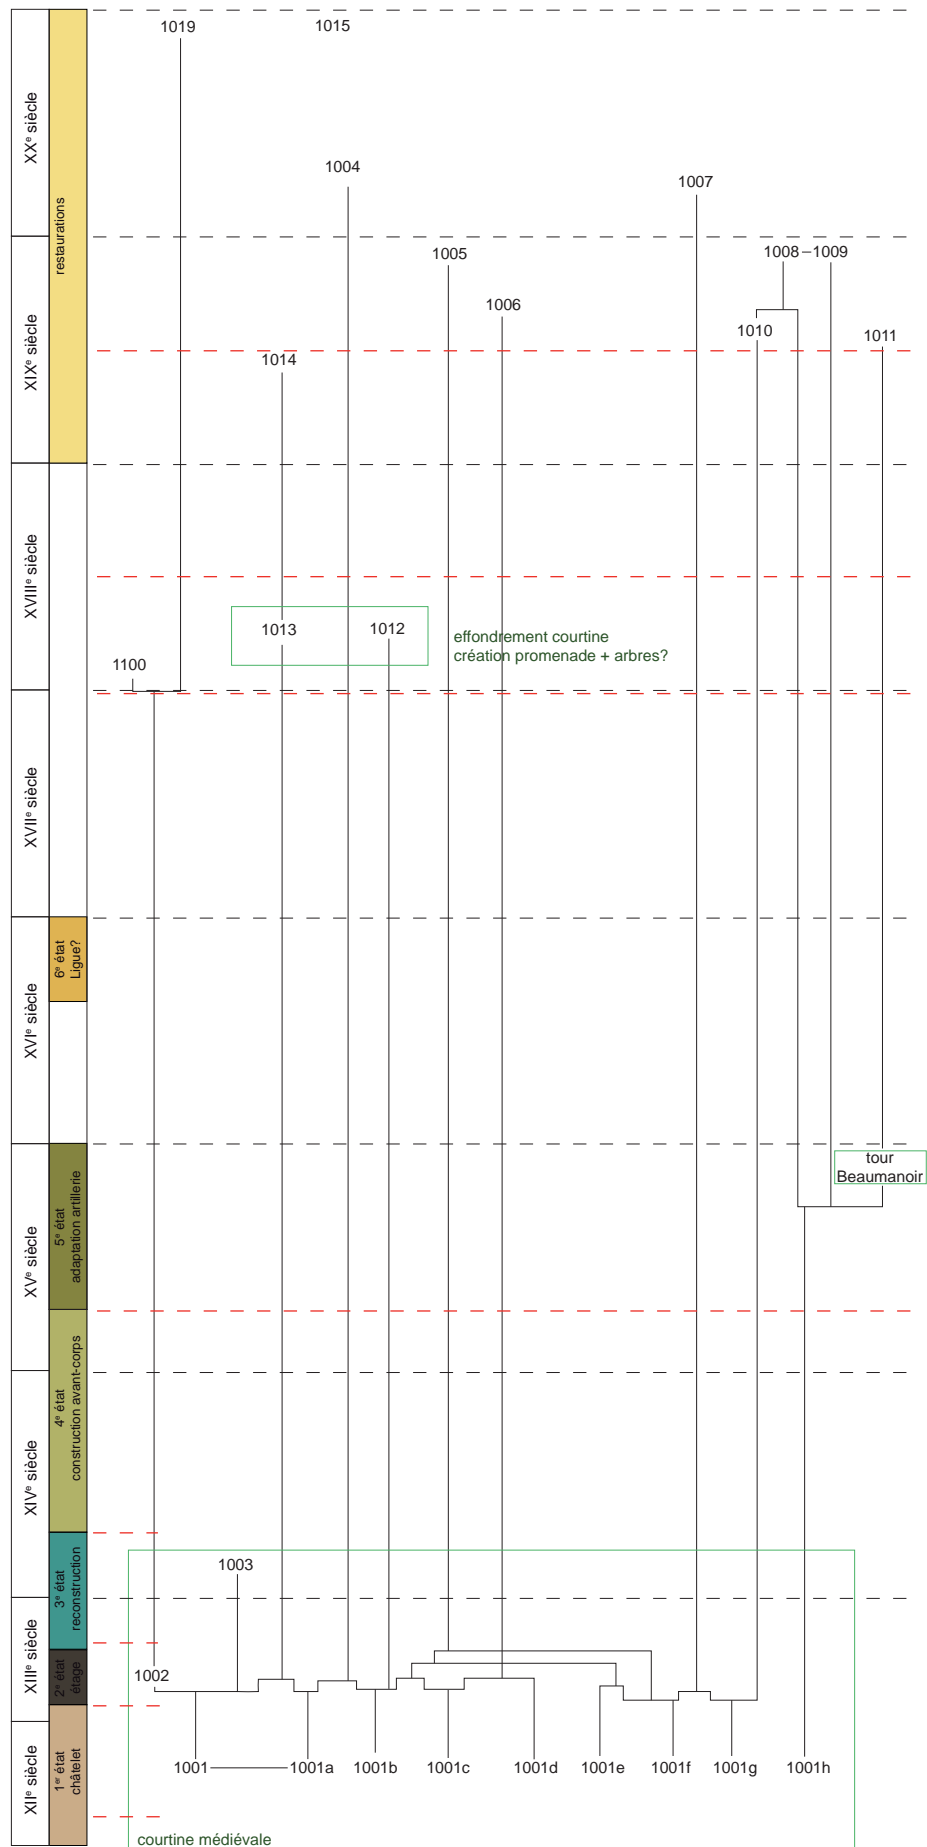 1019
1015
XXe siècle
restaurations
1004
1007
1005
1008
1009
1006
1010
1011
1014
XIXe siècle
XVIIIe siècle
1013
1012
effondrement courtine
création promenade + arbres?
1100
XVIIe siècle
6e état
Ligue?
XVIe siècle
tour
Beaumanoir
5e état
adaptation artillerie
XVe siècle
4e état
construction avant-corps
XIVe siècle
3e état
reconstruction
1003
XIIIe siècle
2e état
étage
1002
1er état
châtelet
XIIe siècle
1001
1001a
1001b
1001c
1001d
1001e
1001f
1001g
1001h
courtine médiévale